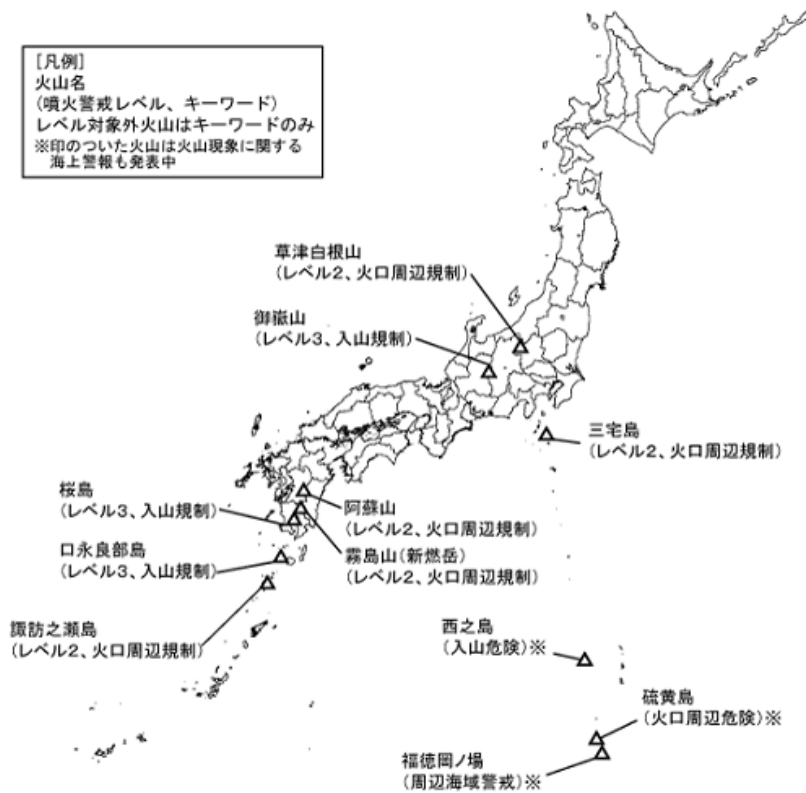 [凡例]
火山名
(噴火警戒レベル、キーワード)
レベル対象外火山はキーワードのみ
※印のついた火山は火山現象に関する
海上警報も発表中
草津白根山
(レベル2、火口周辺規制)
御嶽山
(レベル3、入山規制)
三宅島
(レベル2、火口周辺規制)
桜島
(レベル3、入山規制)
阿蘇山
(レベル2、火口周辺規制)
口永良部島
(レベル3、入山規制)
霧島山(新燃岳)
(レベル2、火口周辺規制)
諏訪之瀬島
(レベル2、火口周辺規制)
西之島
(入山危険)※
硫黄島
(火口周辺危険)※
福徳岡ノ場
(周辺海域警戒)※